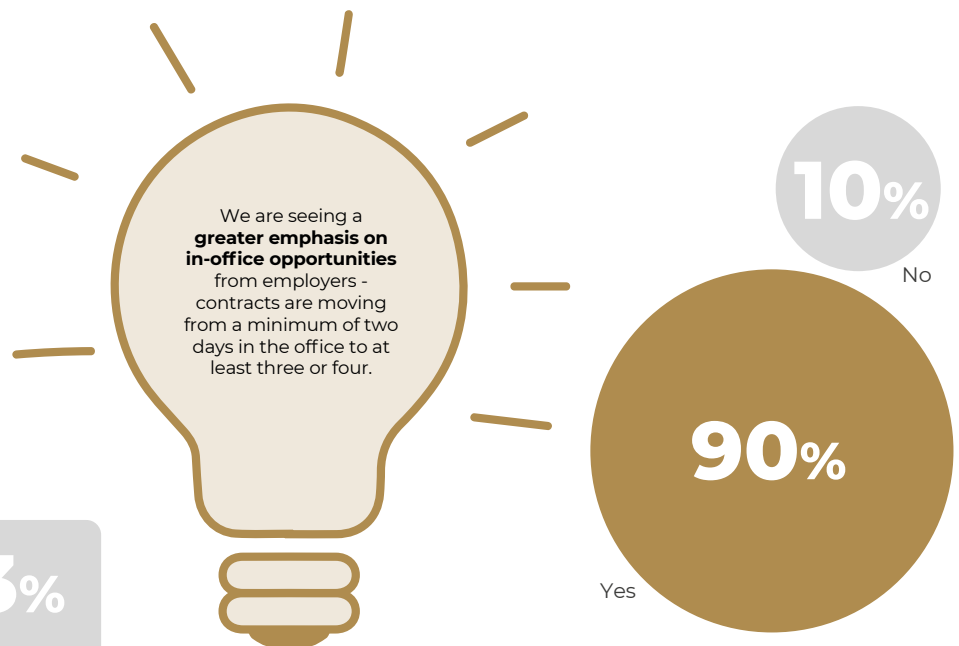 We are seeing a
greater emphasis on
in-office opportunities
from employers -
contracts are moving
from a minimum of two
days in the office to at
least three or four.
10%
No
90%
Yes